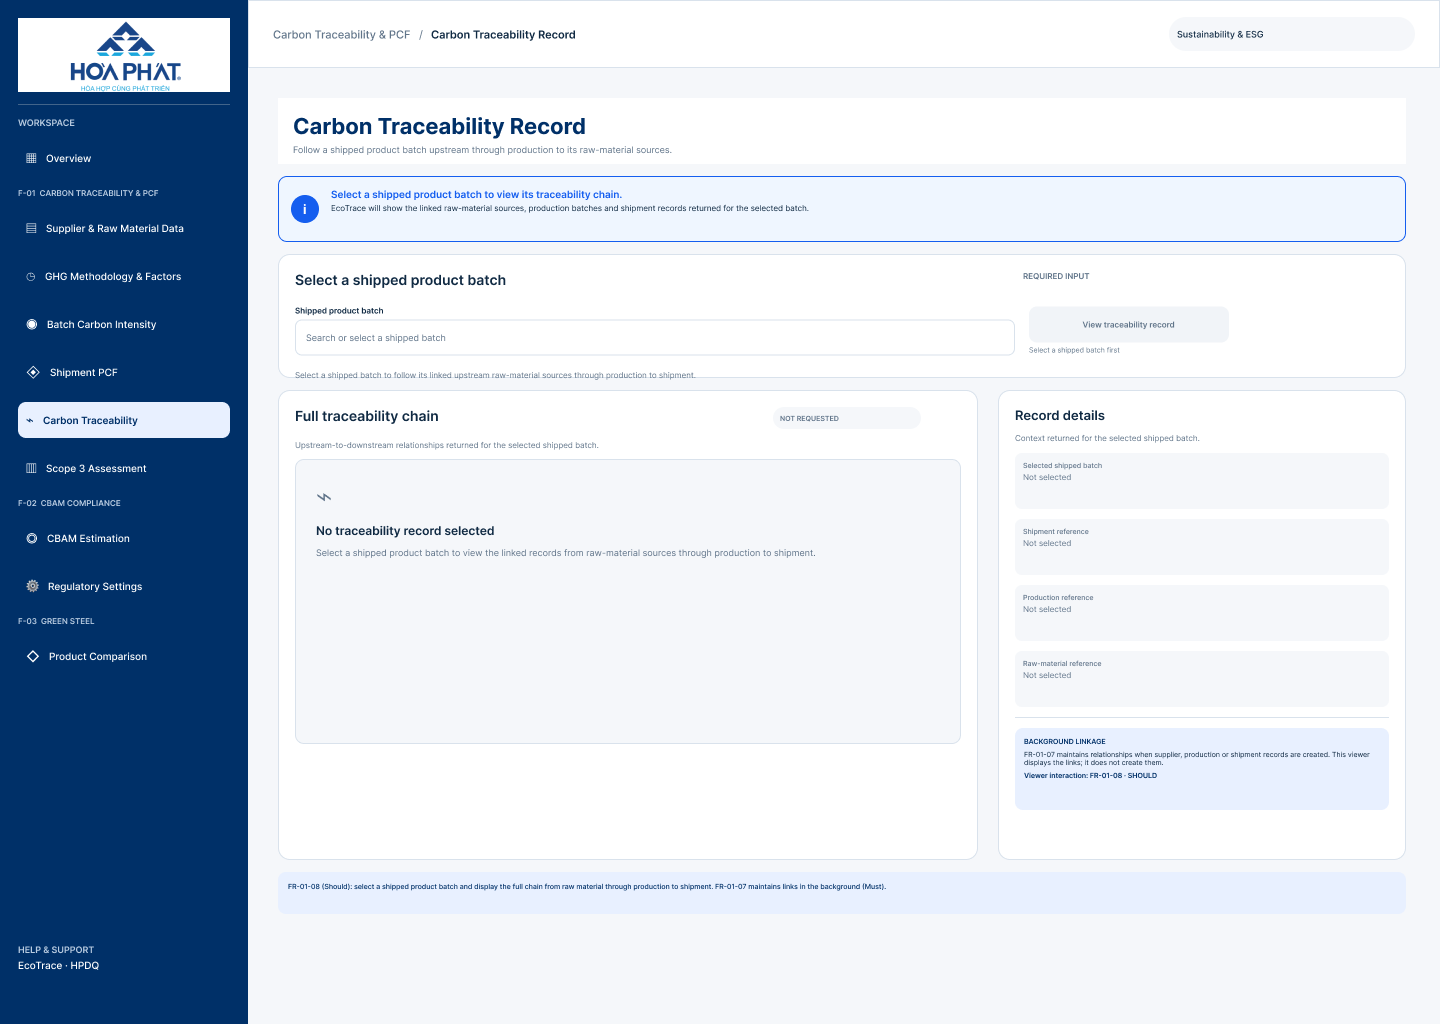 HÒA PHÁT
HÒA HỢP CÙNG PHÁT TRIỂN
WORKSPACE
Overview
F-01 CARBON TRACEABILITY & PCF
Supplier & Raw Material Data
GHG Methodology & Factors
Batch Carbon Intensity
Shipment PCF
Carbon Traceability
Scope 3 Assessment
F-02 CBAM COMPLIANCE
CBAM Estimation
Regulatory Settings
F-03 GREEN STEEL
Product Comparison
HELP & SUPPORT
EcoTrace · HPDQ
Carbon Traceability & PCF / Carbon Traceability Record
Sustainability & ESG
Carbon Traceability Record
Follow a shipped product batch upstream through production to its raw-material sources.
i
Select a shipped product batch to view its traceability chain.
EcoTrace will show the linked raw-material sources, production batches and shipment records returned for the selected batch.
Select a shipped product batch
REQUIRED INPUT
Shipped product batch
Search or select a shipped batch
View traceability record
Select a shipped batch first
Select a shipped batch to follow its linked upstream raw-material sources through production to shipment.
Full traceability chain
NOT REQUESTED
Upstream-to-downstream relationships returned for the selected shipped batch.
No traceability record selected
Select a shipped product batch to view the linked records from raw-material sources through production to shipment.
Record details
Context returned for the selected shipped batch.
Selected shipped batch
Not selected
Shipment reference
Not selected
Production reference
Not selected
Raw-material reference
Not selected
BACKGROUND LINKAGE
FR-01-07 maintains relationships when supplier, production or shipment records are created. This viewer
displays the links; it does not create them.
Viewer interaction: FR-01-08 · SHOULD
FR-01-08 (Should): select a shipped product batch and display the full chain from raw material through production to shipment. FR-01-07 maintains links in the background (Must).